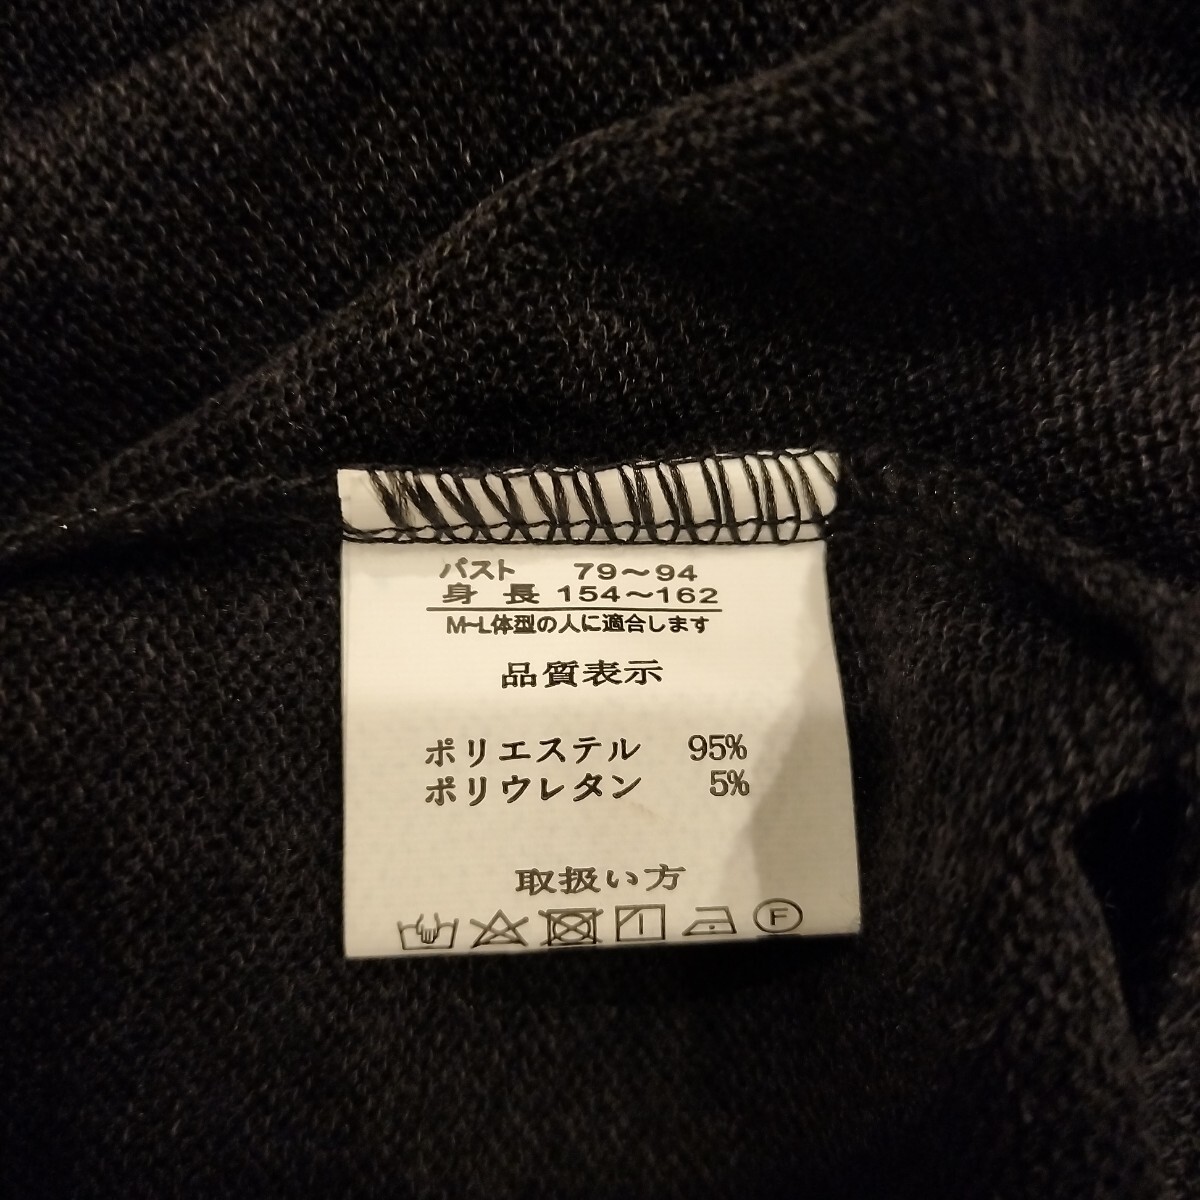 バスト 79～94
身 長 154～162
M~L体型の人に適合します
品質表示
ポリエステル 95%
ポリウレタン 5%
取扱い方
F